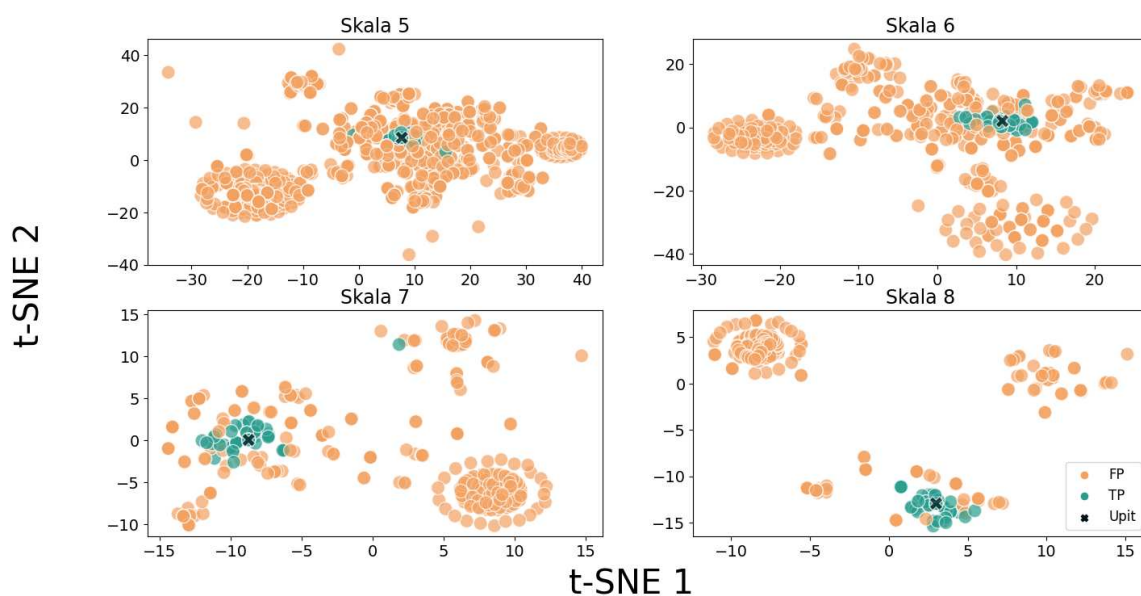 Skala 5
40
20
0
−20
−40
−30 −20 −10 0 10 20 30 40
Skala 6
20
0
−20
−40
−30 −20 −10 0 10 20
Skala 7
15
10
5
0
−5
−10
−15 −10 −5 0 5 10 15
Skala 8
5
0
−5
−10
−15
−10 −5 0 5 10 15
FP
TP
Upit
t-SNE 2
t-SNE 1